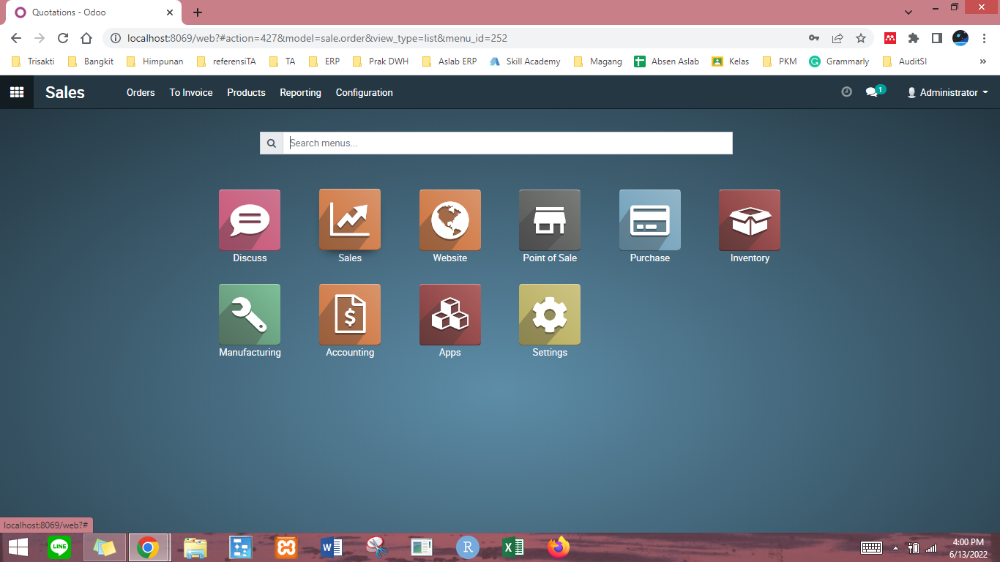 Quotations - Odoo
localhost:8069/web?#action=427&model=sale.order&view_type=list&menu_id=252
Trisakti Bangkit Himpunan referensiTA TA ERP Prak DWH Aslab ERP Skill Academy Magang Absen Aslab Kelas PKM Grammarly AuditSI »
Sales Orders To Invoice Products Reporting Configuration 1 Administrator
Search menus...
Discuss Sales Website Point of Sale Purchase Inventory
Manufacturing Accounting Apps Settings
localhost:8069/web?#
LINE W R X
4:00 PM
6/13/2022